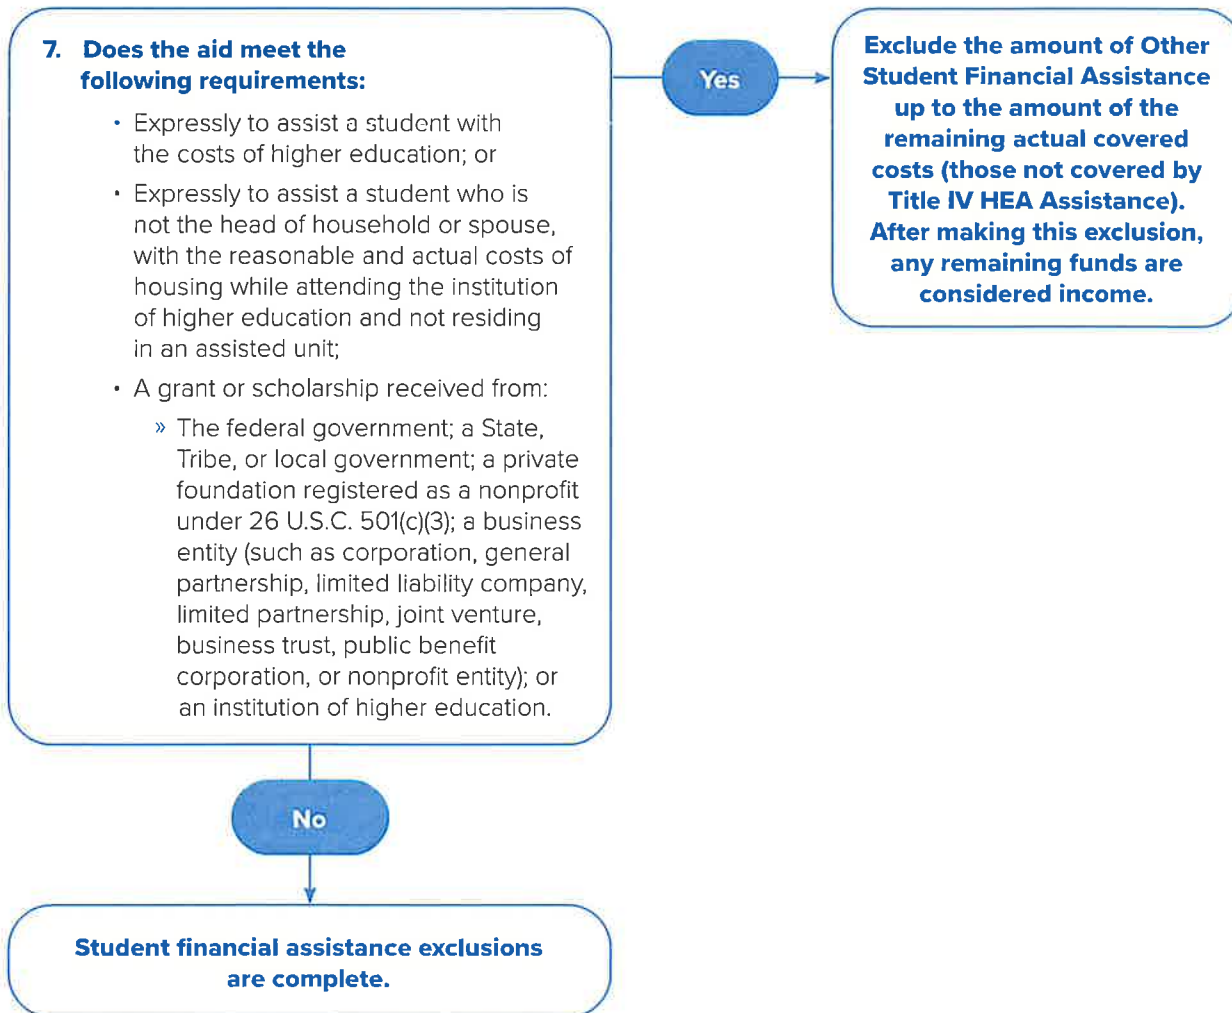 7. Does the aid meet the
following requirements:
• Expressly to assist a student with
the costs of higher education; or
• Expressly to assist a student who is
not the head of household or spouse,
with the reasonable and actual costs of
housing while attending the institution
of higher education and not residing
in an assisted unit;
• A grant or scholarship received from:
» The federal government; a State,
Tribe, or local government; a private
foundation registered as a nonprofit
under 26 U.S.C. 501(c)(3); a business
entity (such as corporation, general
partnership, limited liability company,
limited partnership, joint venture,
business trust, public benefit
corporation, or nonprofit entity); or
an institution of higher education.
Yes
Exclude the amount of Other
Student Financial Assistance
up to the amount of the
remaining actual covered
costs (those not covered by
Title IV HEA Assistance).
After making this exclusion,
any remaining funds are
considered income.
No
Student financial assistance exclusions
are complete.